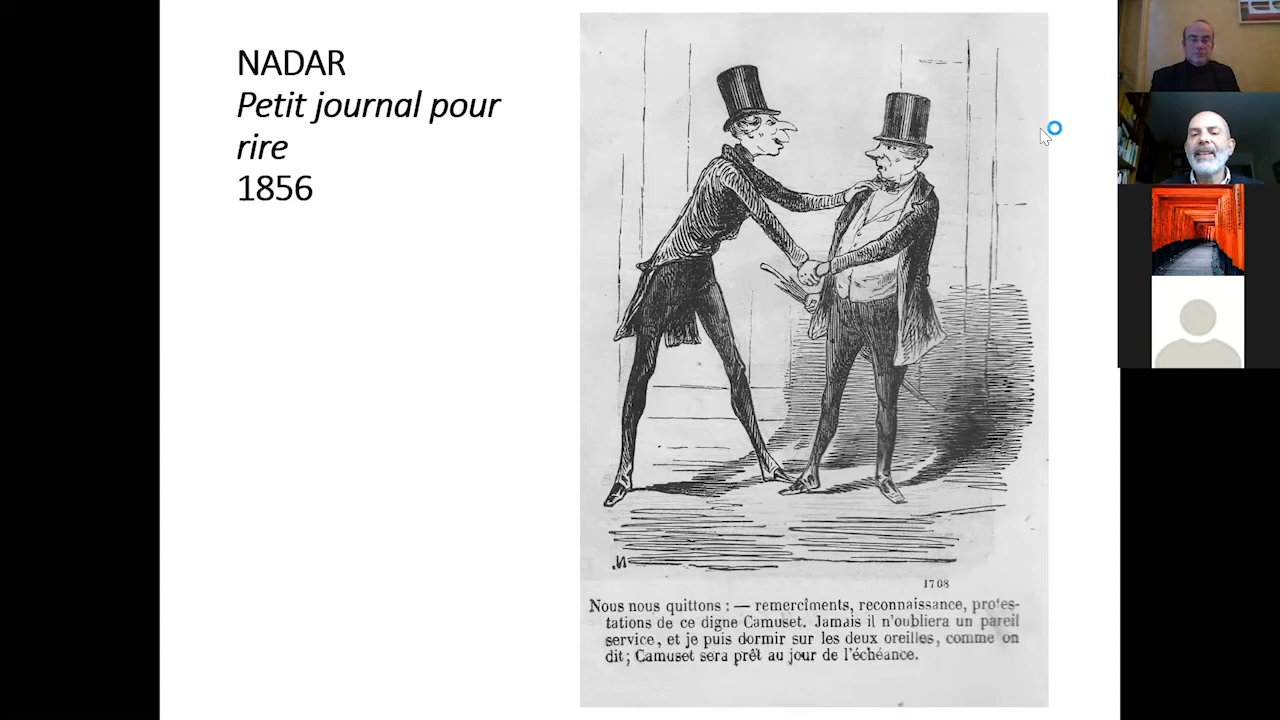 NADAR
Petit journal pour
rire
1856
.N
1708
Nous nous quittons : — remercîments, reconnaissance, protes-
tations de ce digne Camuset. Jamais il n'oubliera un pareil
service, et je puis dormir sur les deux oreilles, comme on
dit; Camuset sera prêt au jour de l'échéance.